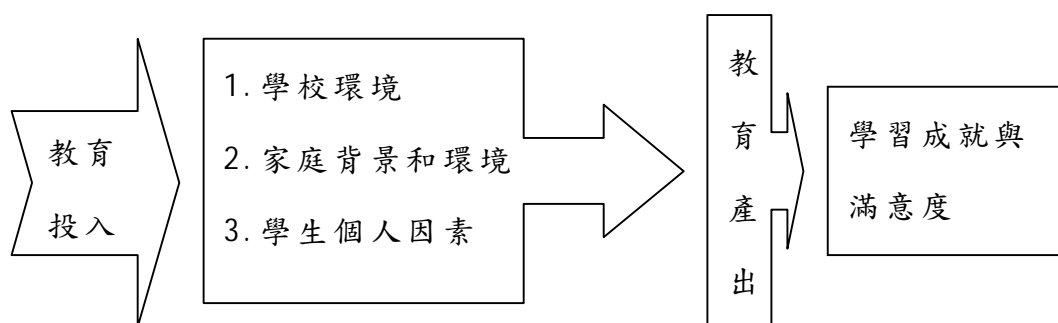 教育
投入
1.學校環境
2.家庭背景和環境
3.學生個人因素
教
育
產
出
學習成就與
滿意度